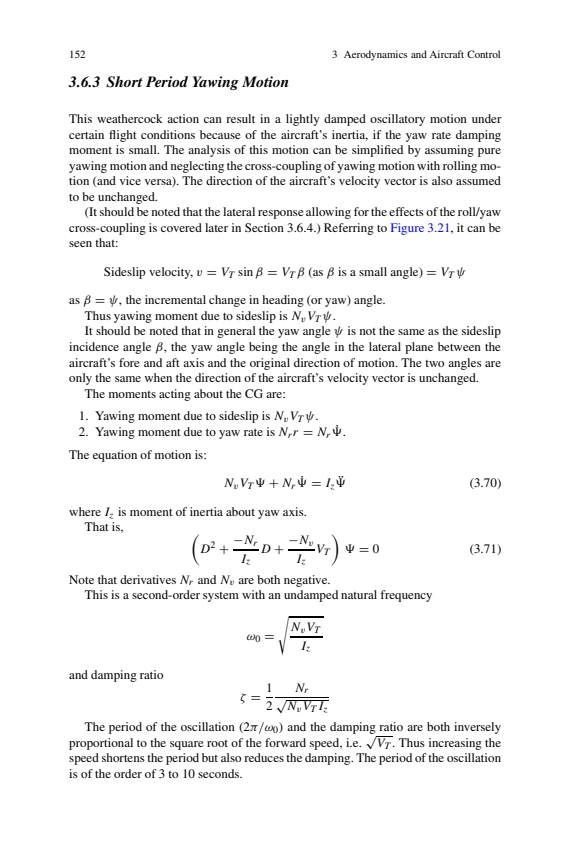 152
3 Aerodynamics and Aircraft Control
3.6.3 Short Period Yawing Motion
This weathercock action can result in a lightly damped oscillatory motion under
certain flight conditions because of the aircraft's inertia, if the yaw rate damping
moment is small. The analysis of this motion can be simplified by assuming pure
yawing motion and neglecting the cross-coupling of yawing motion with rolling mo-
tion (and vice versa). The direction of the aircraft's velocity vector is also assumed
to be unchanged.
(It should be noted that the lateral response allowing for the effects of the roll/yaw
cross-coupling is covered later in Section 3.6.4.) Referring to Figure 3.21, it can be
seen that:
Sideslip velocity, v = V_T sin β = V_T β (as β is a small angle) = V_T ψ
as β = ψ, the incremental change in heading (or yaw) angle.
Thus yawing moment due to sideslip is N_v V_T ψ.
It should be noted that in general the yaw angle ψ is not the same as the sideslip
incidence angle β, the yaw angle being the angle in the lateral plane between the
aircraft's fore and aft axis and the original direction of motion. The two angles are
only the same when the direction of the aircraft's velocity vector is unchanged.
The moments acting about the CG are:
1. Yawing moment due to sideslip is N_v V_T ψ.
2. Yawing moment due to yaw rate is N_r r = N_r Ψ̇.
The equation of motion is:
N_v V_T Ψ + N_r Ψ̇ = I_z Ψ̈ (3.70)
where I_z is moment of inertia about yaw axis.
That is,
(D² + −N_r/I_z D + −N_v/I_z V_T) Ψ = 0 (3.71)
Note that derivatives N_r and N_v are both negative.
This is a second-order system with an undamped natural frequency
ω₀ = √(N_v V_T / I_z)
and damping ratio
ζ = 1/2 N_r/√(N_v V_T I_z)
The period of the oscillation (2π/ω₀) and the damping ratio are both inversely
proportional to the square root of the forward speed, i.e. √V_T. Thus increasing the
speed shortens the period but also reduces the damping. The period of the oscillation
is of the order of 3 to 10 seconds.